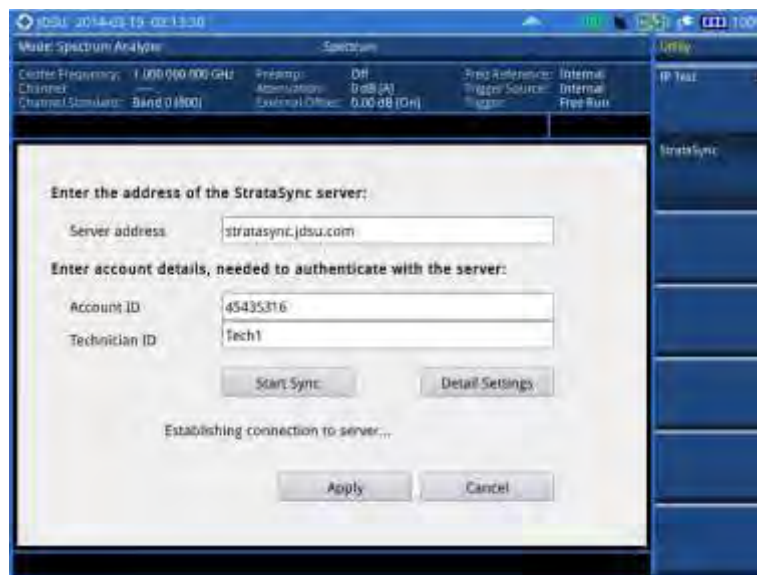 JDSU 2014-03-19 03:13:30
100%
Mode: Spectrum Analyzer
Spectrum
Utility
Center Frequency: 1.000 000 000 GHz
Preamp: Off
Freq Reference: Internal
IP Test
Channel: ----
Attenuation: 0 dB [A]
Trigger Source: Internal
Channel Standard: Band 0 (800)
External Offset: 0.00 dB [On]
Trigger: Free Run
StrataSync
Enter the address of the StrataSync server:
Server address stratasync.jdsu.com
Enter account details, needed to authenticate with the server:
Account ID 45435316
Technician ID Tech1
Start Sync Detail Settings
Establishing connection to server...
Apply Cancel